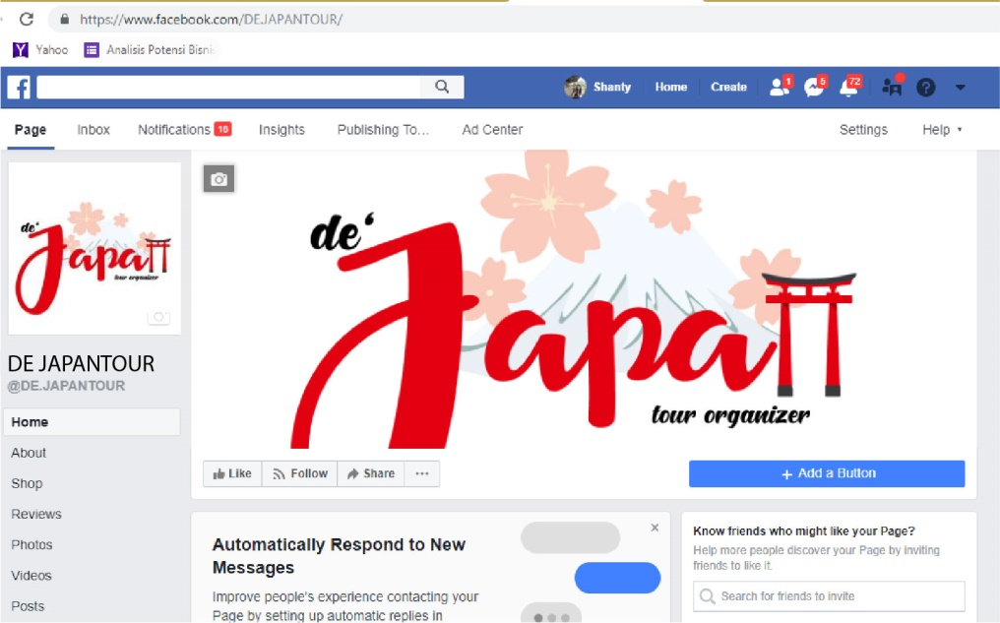 https://www.facebook.com/DEJAPANTOUR/
Yahoo
Analisis Potensi Bisni
Shanty
Home
Create
1
5
72
Page
Inbox
Notifications 16
Insights
Publishing To...
Ad Center
Settings
Help
de' Japan
tour organizer
de'
Japan
tour organizer
DE JAPANTOUR
@DE.JAPANTOUR
Home
About
Shop
Reviews
Photos
Videos
Posts
Like
Follow
Share
...
+ Add a Button
Automatically Respond to New
Messages
Improve people's experience contacting your
Page by setting up automatic replies in
Know friends who might like your Page?
Help more people discover your Page by inviting
friends to like it.
Search for friends to invite